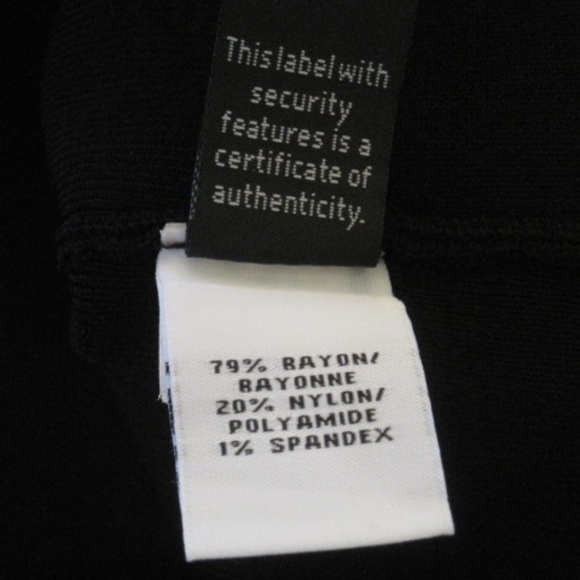 This label with
security
features is a
certificate of
authenticity.
79% RAYON/
RAYONNE
20% NYLON/
POLYAMIDE
1% SPANDEX